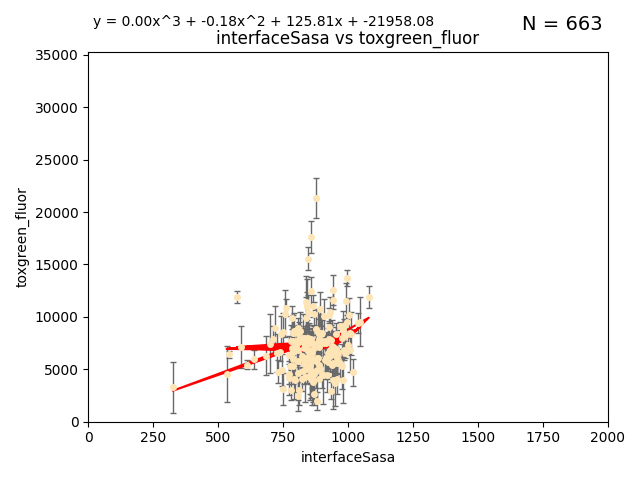 y = 0.00x^3 + -0.18x^2 + 125.81x + -21958.08
N = 663
interfaceSasa vs toxgreen_fluor
35000
30000
25000
20000
15000
10000
5000
0
toxgreen_fluor
0 250 500 750 1000 1250 1500 1750 2000
interfaceSasa